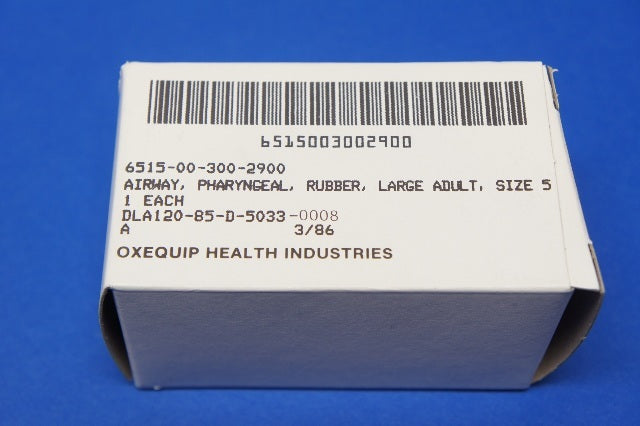 6515003002900
6515-00-300-2900
AIRWAY, PHARYNGEAL, RUBBER, LARGE ADULT, SIZE 5
1 EACH
DLA120-85-D-5033-0008
A 3/86
OXEQUIP HEALTH INDUSTRIES